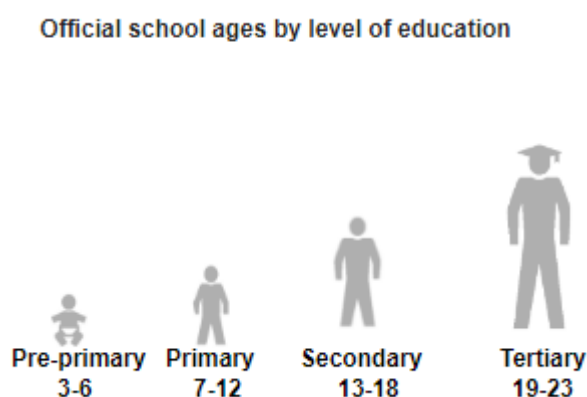 Official school ages by level of education
Pre-primary Primary Secondary Tertiary
3-6 7-12 13-18 19-23